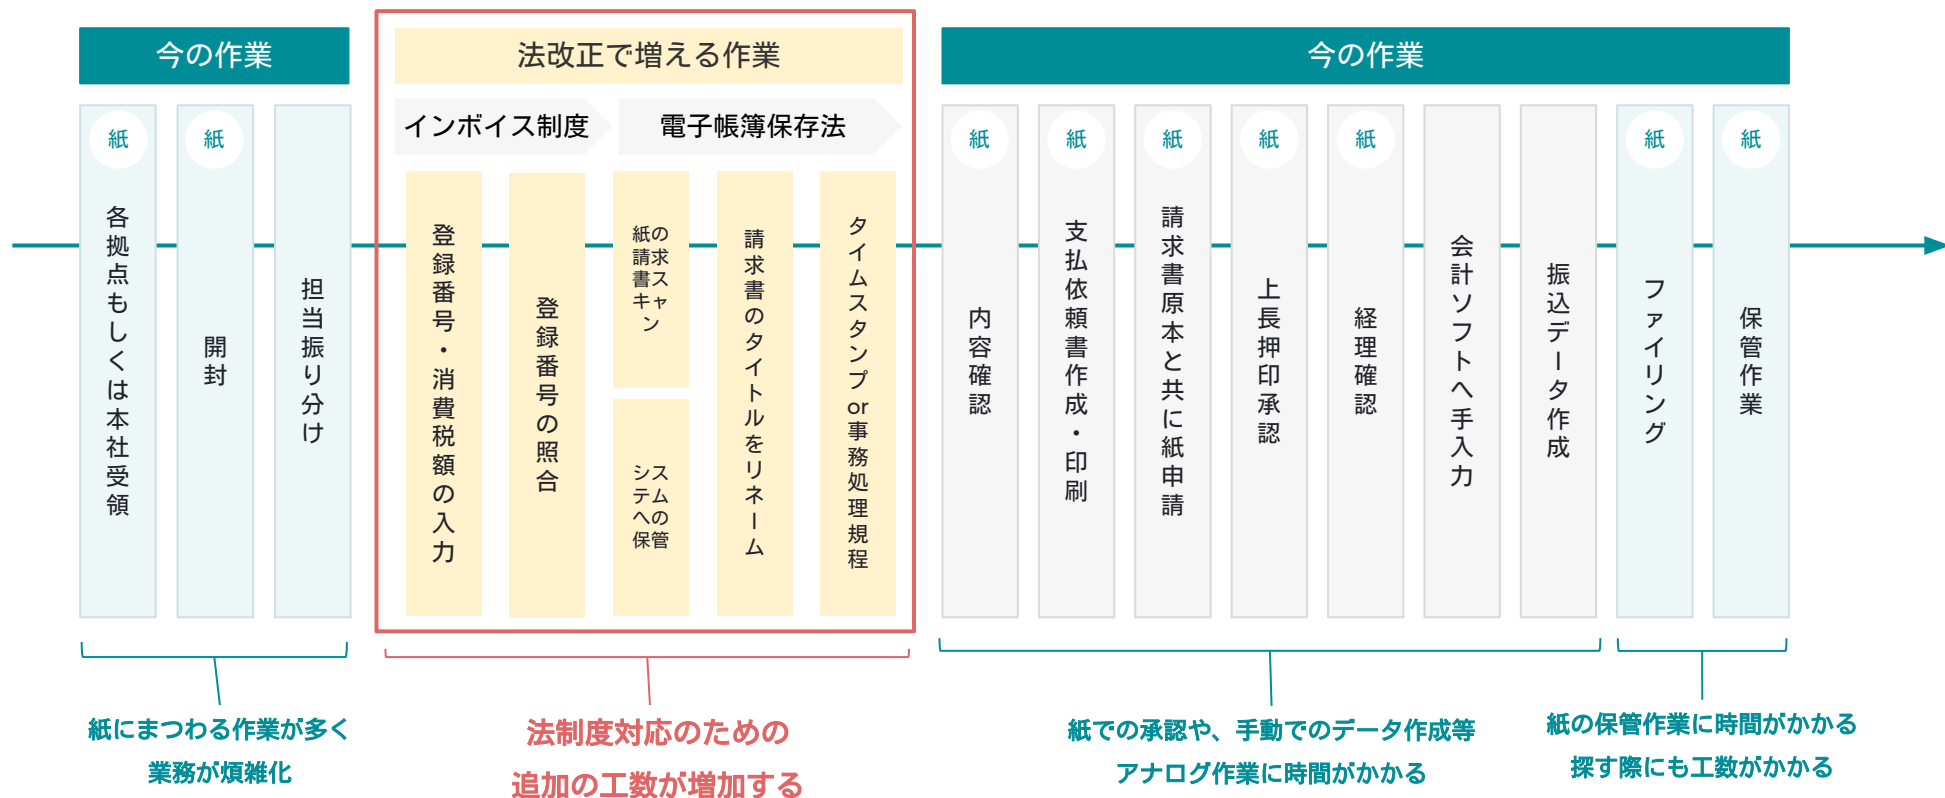 今の作業
法改正で増える作業
今の作業
インボイス制度
電子帳簿保存法
紙
各拠点もしくは本社受領
紙
開封
担当振り分け
登録番号・消費税額の入力
登録番号の照合
紙の
請求
書ス
キャ
ン
シス
テム
への
保管
請求書のタイトルをリネーム
タイムスタンプor事務処理規程
紙
内容確認
紙
支払依頼書作成・印刷
紙
請求書原本と共に紙申請
紙
上長押印承認
紙
経理確認
会計ソフトへ手入力
振込データ作成
紙
ファイリング
紙
保管作業
紙にまつわる作業が多く
業務が煩雑化
法制度対応のための
追加の工数が増加する
紙での承認や、手動でのデータ作成等
アナログ作業に時間がかかる
紙の保管作業に時間がかかる
探す際にも工数がかかる